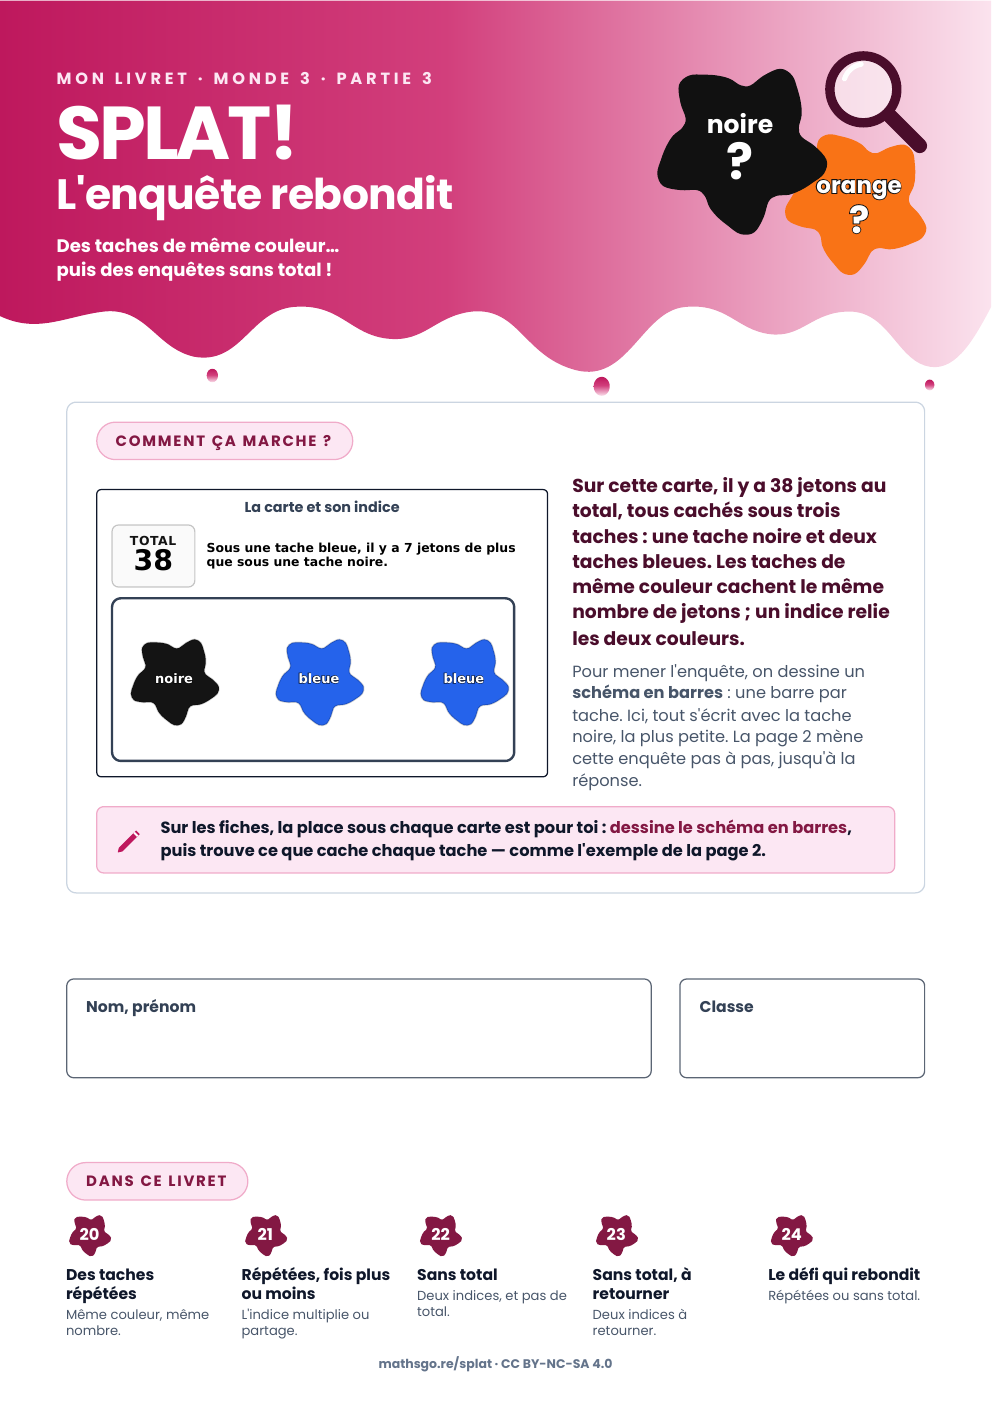 MON LIVRET · MONDE 3 · PARTIE 3
SPLAT!
L'enquête rebondit
Des taches de même couleur...
puis des enquêtes sans total !
noire
?
orange
?
COMMENT ÇA MARCHE ?
La carte et son indice
TOTAL
38
Sous une tache bleue, il y a 7 jetons de plus
que sous une tache noire.
noire
bleue
bleue
Sur cette carte, il y a 38 jetons au
total, tous cachés sous trois
taches : une tache noire et deux
taches bleues. Les taches de
même couleur cachent le même
nombre de jetons ; un indice relie
les deux couleurs.
Pour mener l'enquête, on dessine un
schéma en barres : une barre par
tache. Ici, tout s'écrit avec la tache
noire, la plus petite. La page 2 mène
cette enquête pas à pas, jusqu'à la
réponse.
Sur les fiches, la place sous chaque carte est pour toi : dessine le schéma en barres,
puis trouve ce que cache chaque tache — comme l'exemple de la page 2.
Nom, prénom
Classe
DANS CE LIVRET
20
Des taches
répétées
Même couleur, même
nombre.
21
Répétées, fois plus
ou moins
L'indice multiplie ou
partage.
22
Sans total
Deux indices, et pas de
total.
23
Sans total, à
retourner
Deux indices à
retourner.
24
Le défi qui rebondit
Répétées ou sans total.
mathsgo.re/splat · CC BY-NC-SA 4.0